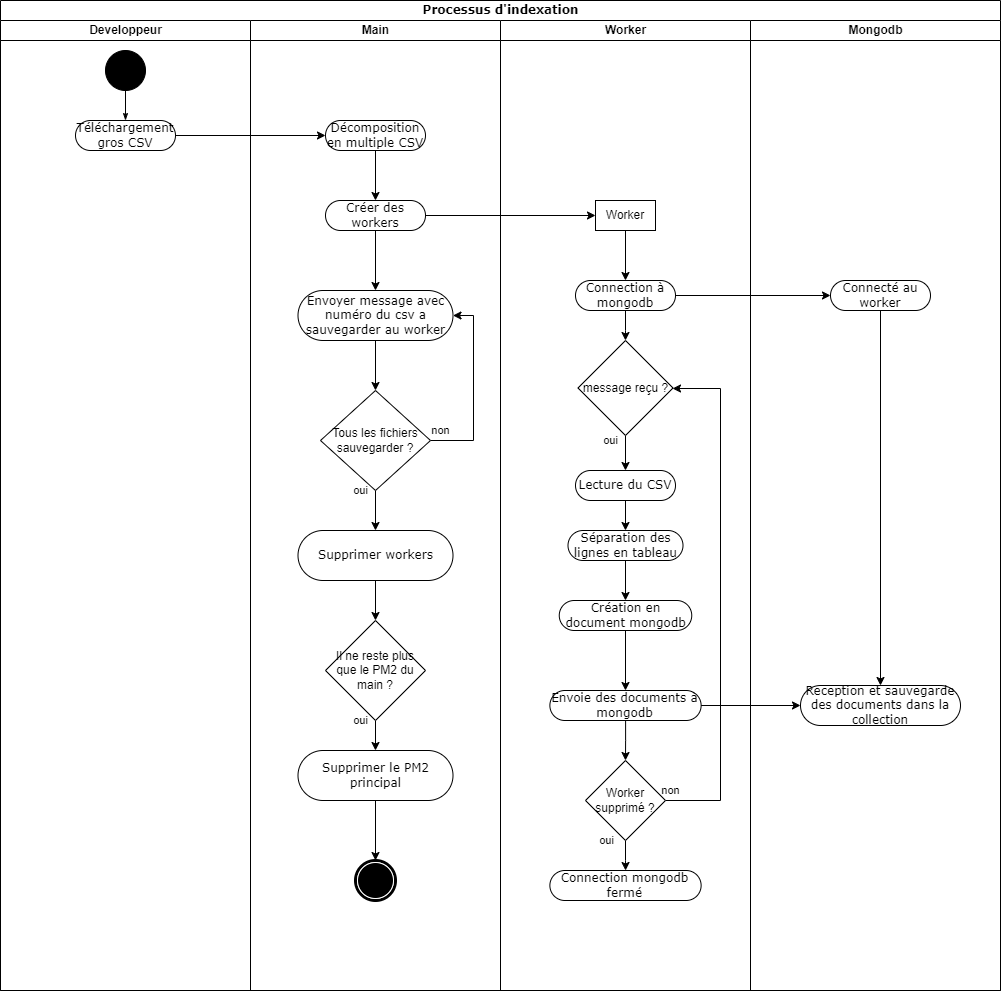 Processus d'indexation
Developpeur
Main
Worker
Mongodb
Téléchargement
gros CSV
Décomposition
en multiple CSV
Créer des
workers
Worker
Envoyer message avec
numéro du csv a
sauvegarder au worker
Connection à
mongodb
Connecté au
worker
message reçu ?
oui
Tous les fichiers
sauvegarder ?
non
oui
Lecture du CSV
Séparation des
lignes en tableau
Supprimer workers
Création en
document mongodb
Il ne reste plus
que le PM2 du
main ?
oui
Envoie des documents a
mongodb
Reception et sauvegarde
des documents dans la
collection
Supprimer le PM2
principal
Worker
supprimé ?
non
oui
Connection mongodb
fermé